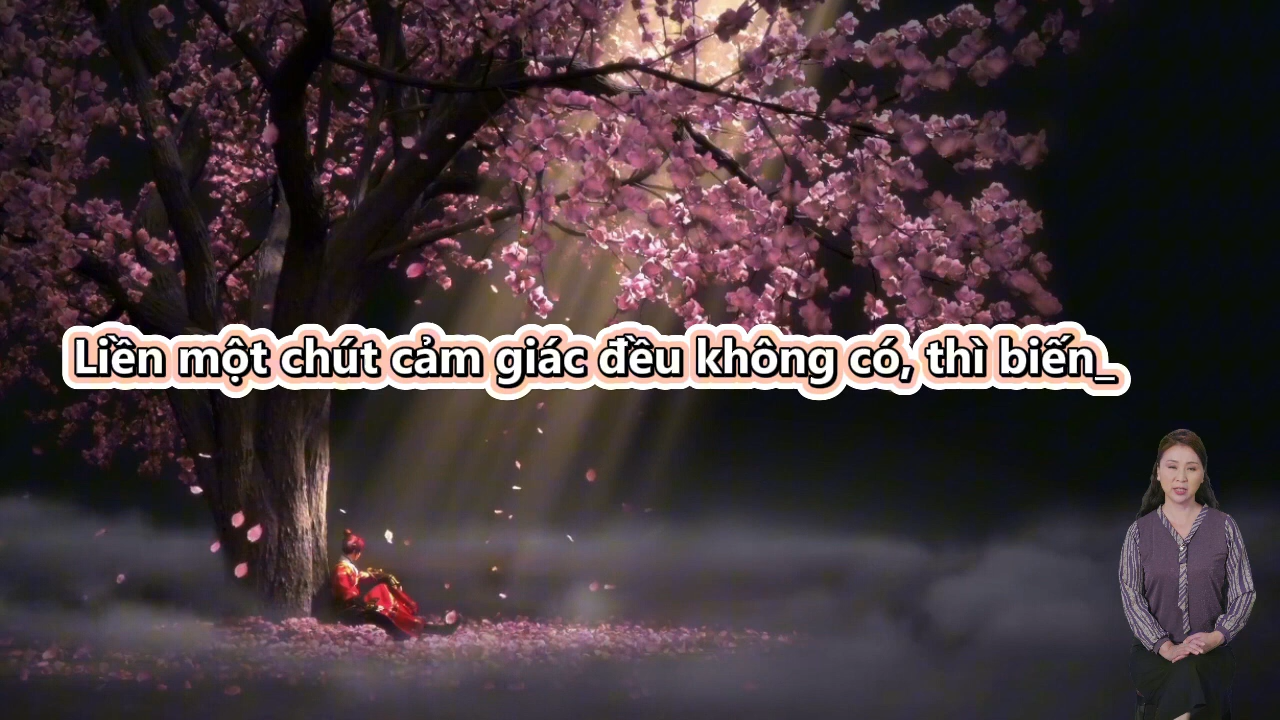 Liền một chút cảm giác đều không có, thì biến_